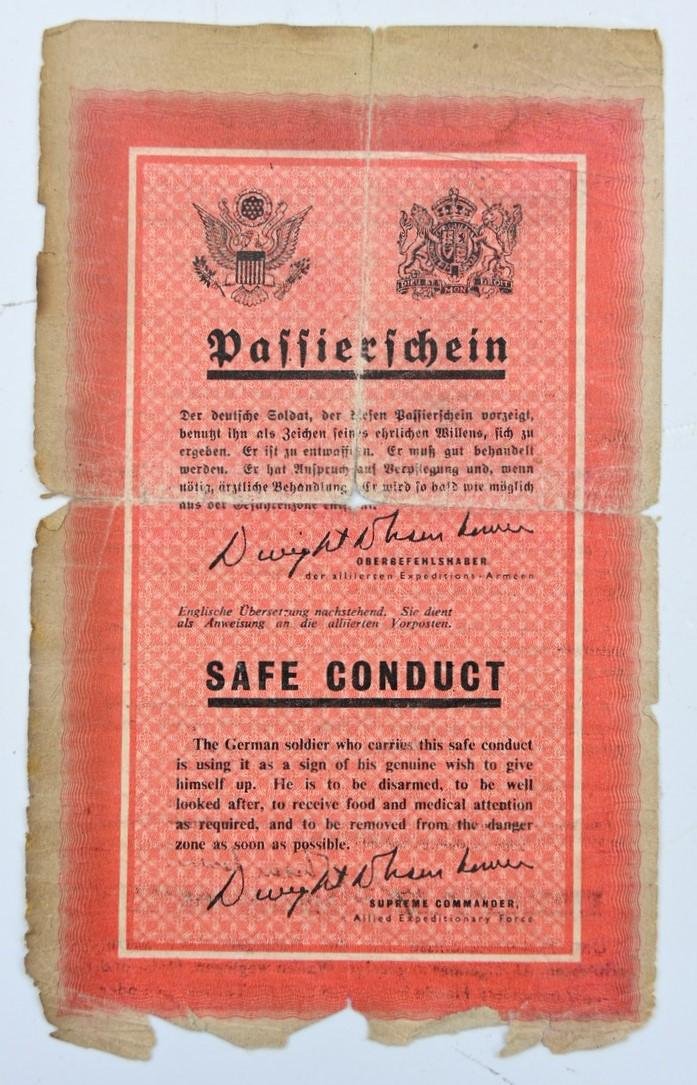 DIEU ET MON DROIT
Passierschein
Der deutsche Soldat, der diesen Passierschein vorzeigt,
benutzt ihn als Zeichen seines ehrlichen Willens, sich zu
ergeben. Er ist zu entwaffnen. Er muß gut behandelt
werden. Er hat Anspruch auf Verpflegung und, wenn
nötig, ärztliche Behandlung. Er wird so bald wie möglich
aus der Gefahrenzone
Dwight D Eisenhower
OBERBEFEHLSHABER
der alliierten Expeditions-Armeen
Englische Übersetzung nachstehend. Sie dient
als Anweisung an die alliierten Vorposten.
SAFE CONDUCT
The German soldier who carries this safe conduct
is using it as a sign of his genuine wish to give
himself up. He is to be disarmed, to be well
looked after, to receive food and medical attention
as required, and to be removed from the danger
zone as soon as possible.
Dwight D Eisenhower
SUPREME COMMANDER,
Allied Expeditionary Force